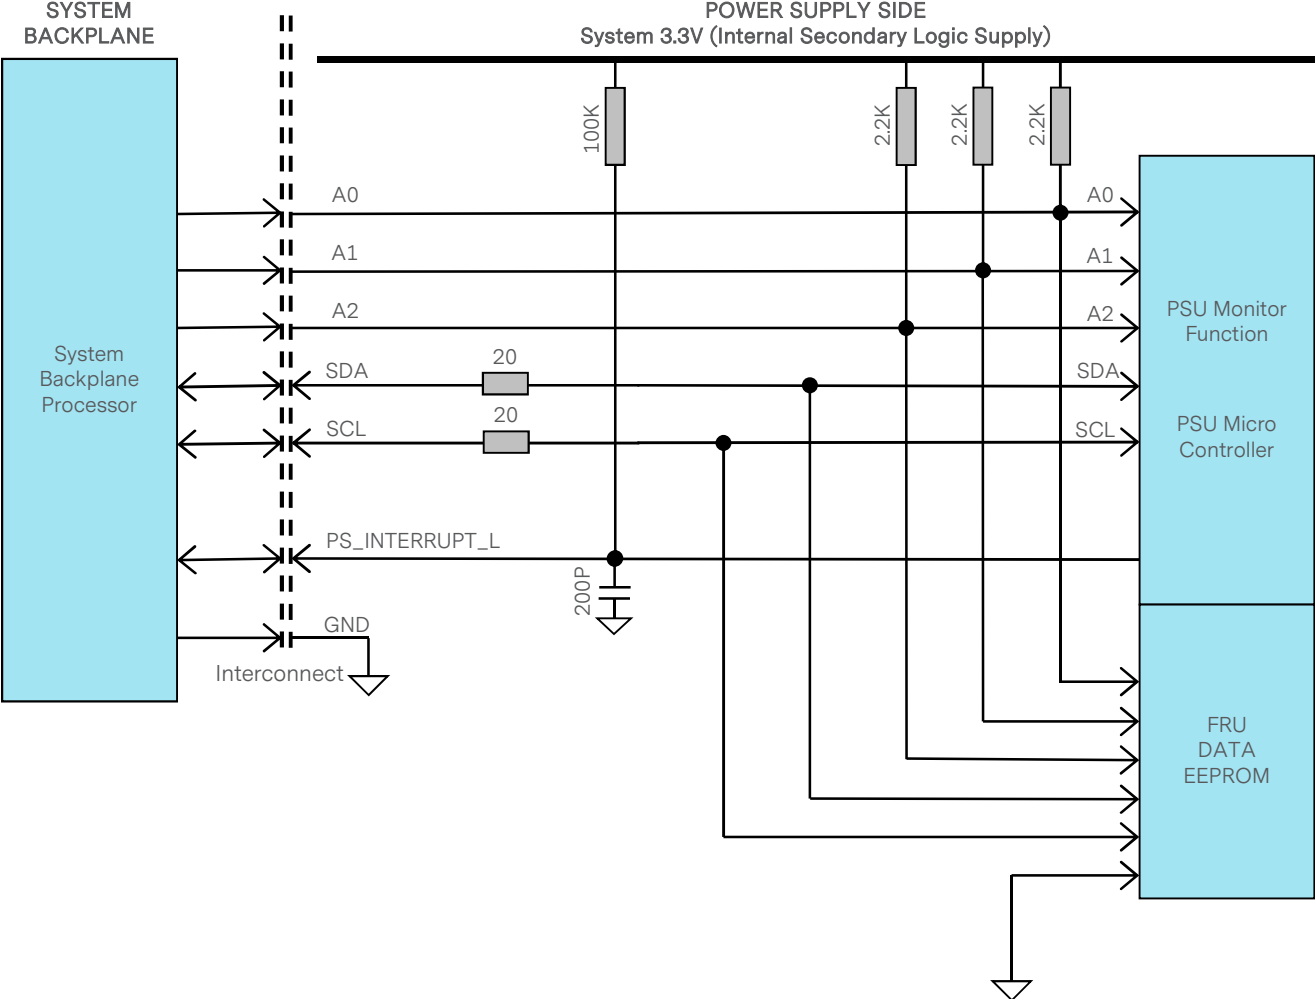 SYSTEM
BACKPLANE
POWER SUPPLY SIDE
System 3.3V (Internal Secondary Logic Supply)
100K
2.2K
2.2K
2.2K
A0
A0
A1
A1
A2
A2
PSU Monitor
Function
System
Backplane
Processor
SDA
20
SDA
SCL
20
SCL
PSU Micro
Controller
PS_INTERRUPT_L
200P
GND
Interconnect
FRU
DATA
EEPROM